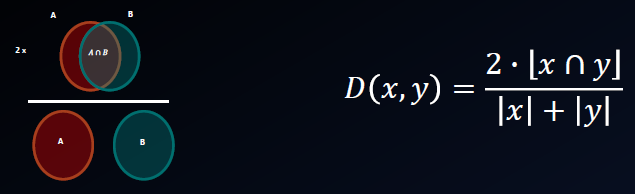 A B
2 x
A ∩ B
A B
D(x, y) = 2 · ⌊x ∩ y⌋ / |x| + |y|